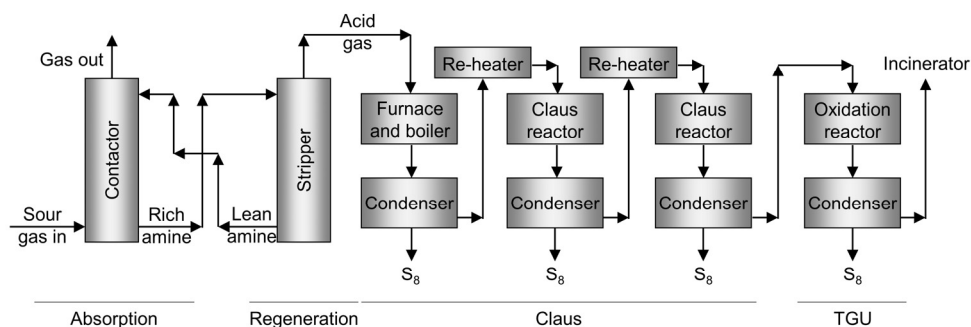 Acid
gas
Gas out
Re-heater
Re-heater
Incinerator
Contactor
Stripper
Furnace
and boiler
Claus
reactor
Claus
reactor
Oxidation
reactor
Sour
gas in
Rich
amine
Lean
amine
Condenser
Condenser
Condenser
Condenser
S₈
S₈
S₈
S₈
Absorption
Regeneration
Claus
TGU